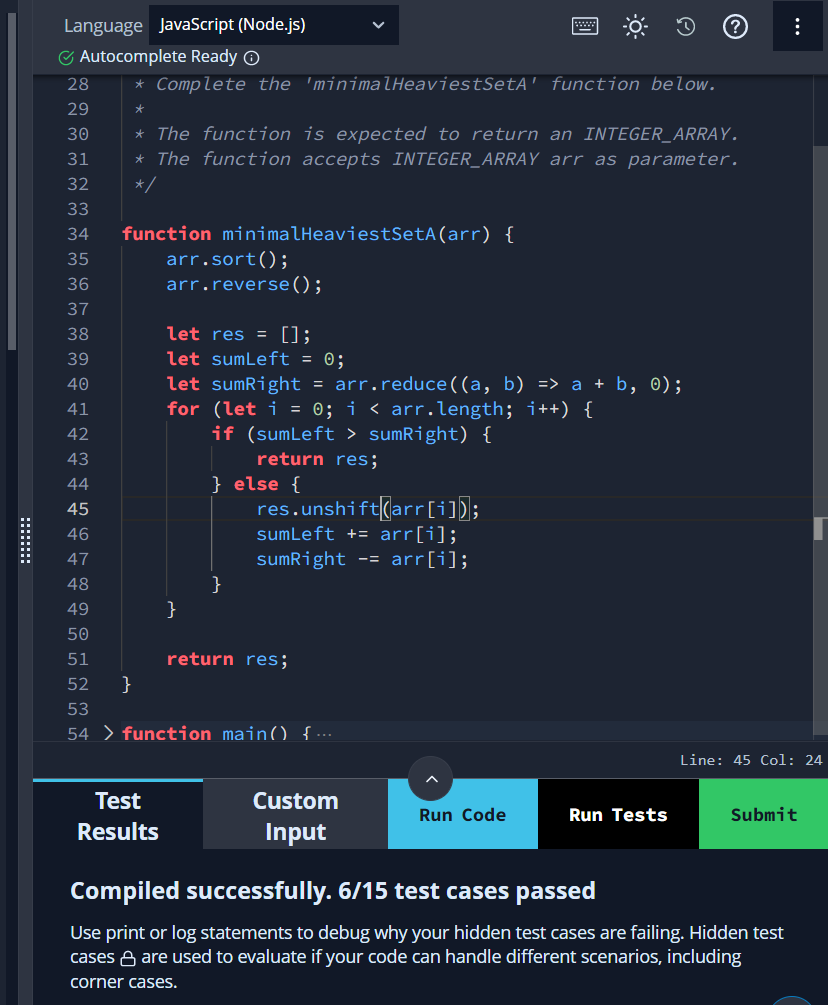 Language JavaScript (Node.js)
Autocomplete Ready
28 * Complete the 'minimalHeaviestSetA' function below.
29 *
30 * The function is expected to return an INTEGER_ARRAY.
31 * The function accepts INTEGER_ARRAY arr as parameter.
32 */
33
34 function minimalHeaviestSetA(arr) {
35 arr.sort();
36 arr.reverse();
37
38 let res = [];
39 let sumLeft = 0;
40 let sumRight = arr.reduce((a, b) => a + b, 0);
41 for (let i = 0; i < arr.length; i++) {
42 if (sumLeft > sumRight) {
43 return res;
44 } else {
45 res.unshift(arr[i]);
46 sumLeft += arr[i];
47 sumRight -= arr[i];
48 }
49 }
50
51 return res;
52 }
53
54 function main() { ...
Line: 45 Col: 24
Test Results
Custom Input
Run Code
Run Tests
Submit
Compiled successfully. 6/15 test cases passed
Use print or log statements to debug why your hidden test cases are failing. Hidden test
cases are used to evaluate if your code can handle different scenarios, including
corner cases.